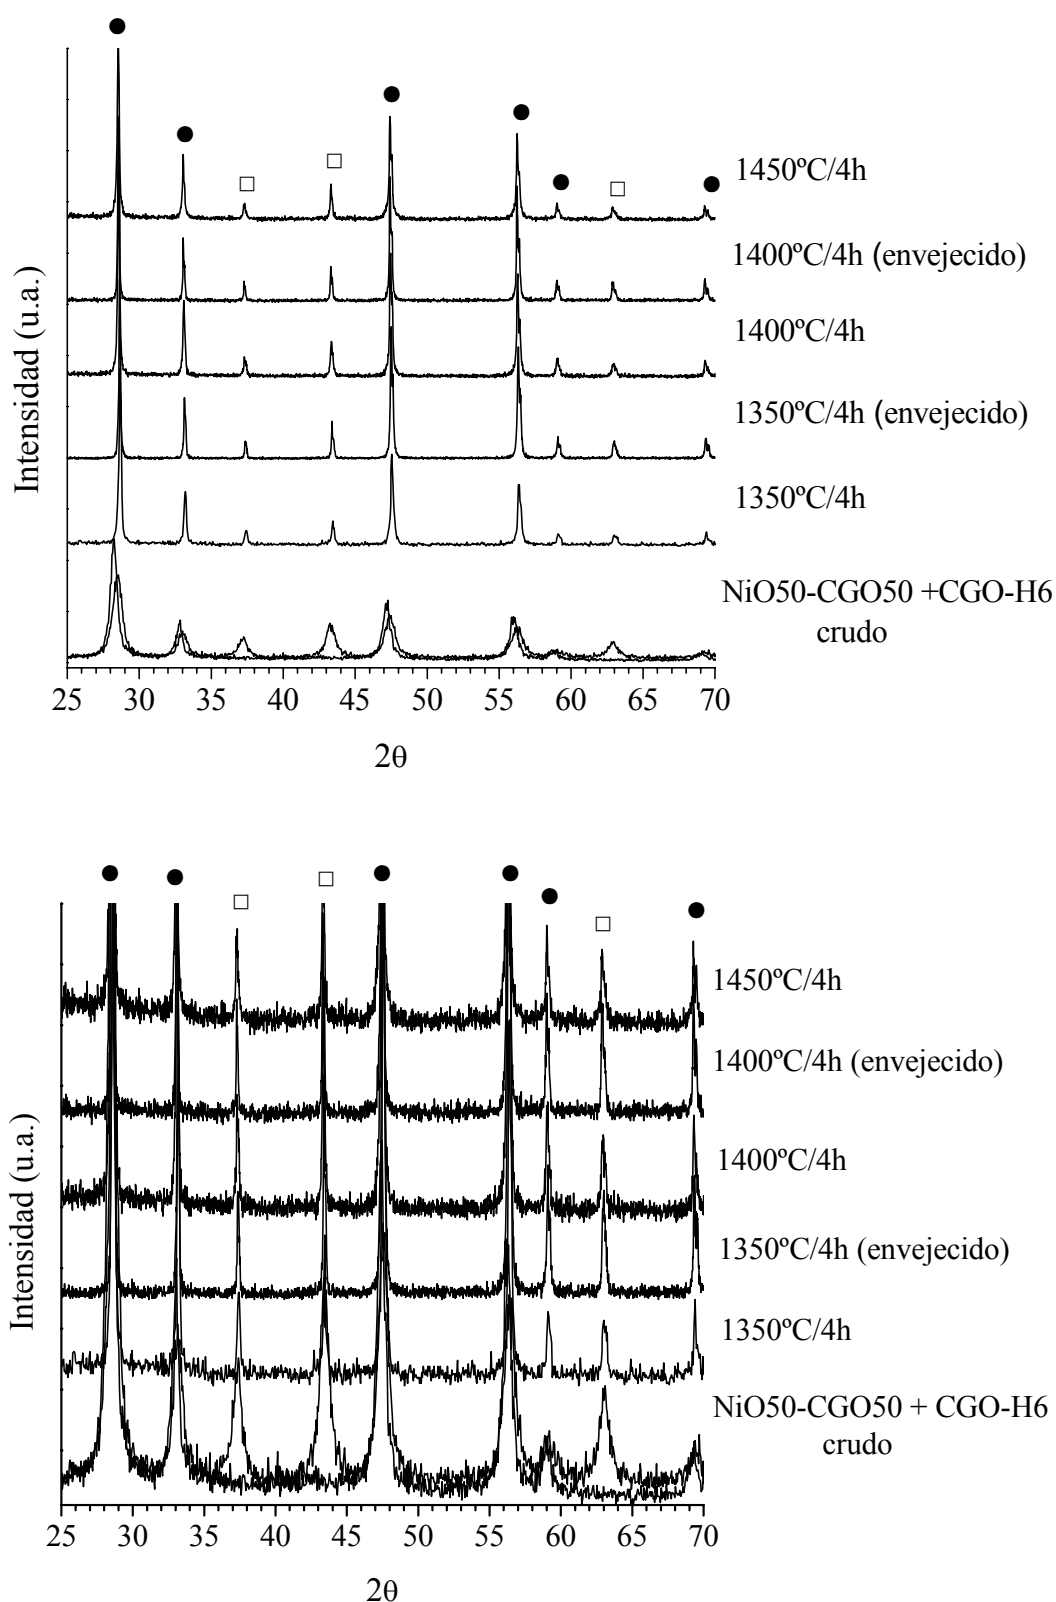 1450ºC/4h
1400ºC/4h (envejecido)
1400ºC/4h
1350ºC/4h (envejecido)
1350ºC/4h
NiO50-CGO50 +CGO-H6
crudo
Intensidad (u.a.)
25 30 35 40 45 50 55 60 65 70
2θ
1450ºC/4h
1400ºC/4h (envejecido)
1400ºC/4h
1350ºC/4h (envejecido)
1350ºC/4h
NiO50-CGO50 + CGO-H6
crudo
Intensidad (u.a.)
25 30 35 40 45 50 55 60 65 70
2θ